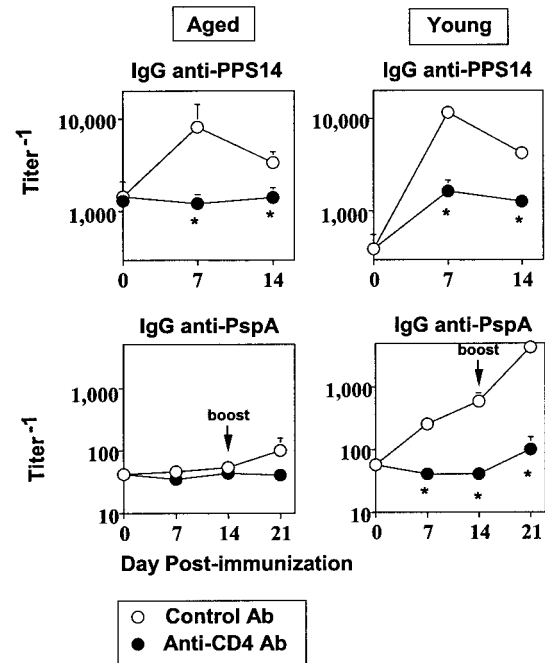 Aged
Young
IgG anti-PPS14
IgG anti-PPS14
Titer-1
10,000
1,000
0 7 14
10,000
1,000
0 7 14
* *
* *
IgG anti-PspA
IgG anti-PspA
Titer-1
1,000
100
10
boost
0 7 14 21
1,000
100
10
boost
* * *
0 7 14 21
Day Post-immunization
Control Ab
Anti-CD4 Ab